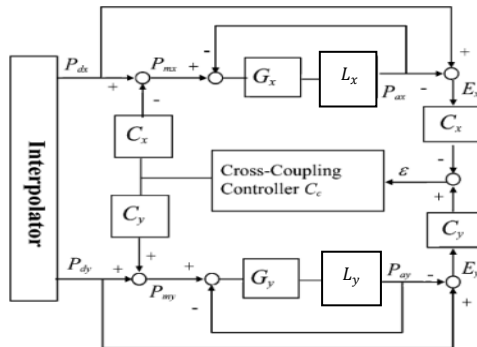 P_dx
P_mx
-
+
+
+
-
G_x
L_x
P_ax
-
E_x
C_x
C_x
-
Interpolator
Cross-Coupling
Controller C_c
ε
+
C_y
C_y
P_dy
+
+
+
P_my
-
G_y
L_y
P_ay
-
E_y
+